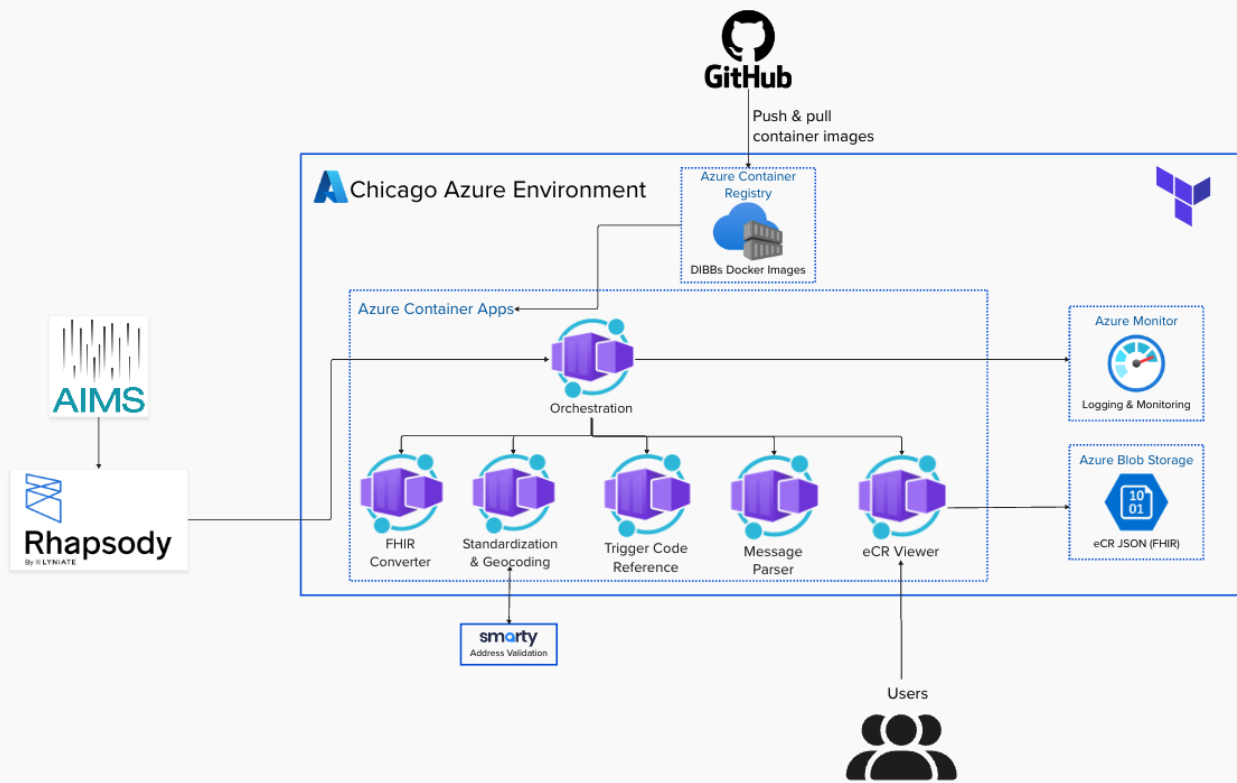 GitHub
Push & pull
container images
Chicago Azure Environment
Azure Container
Registry
DIBBs Docker Images
Azure Container Apps
Azure Monitor
Logging & Monitoring
AIMS
Orchestration
Azure Blob Storage
10
01
eCR JSON (FHIR)
Rhapsody
By LYNIATE
FHIR
Converter
Standardization
& Geocoding
Trigger Code
Reference
Message
Parser
eCR Viewer
smarty
Address Validation
Users